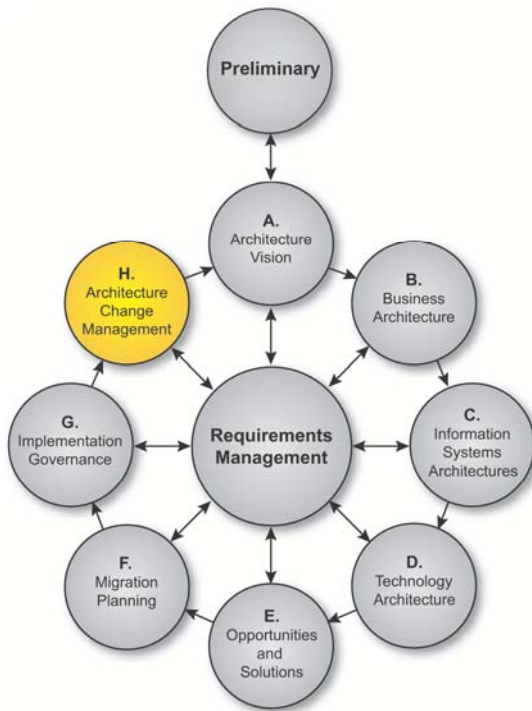 Preliminary
A.
Architecture
Vision
H.
Architecture
Change
Management
B.
Business
Architecture
G.
Implementation
Governance
Requirements
Management
C.
Information
Systems
Architectures
F.
Migration
Planning
D.
Technology
Architecture
E.
Opportunities
and
Solutions